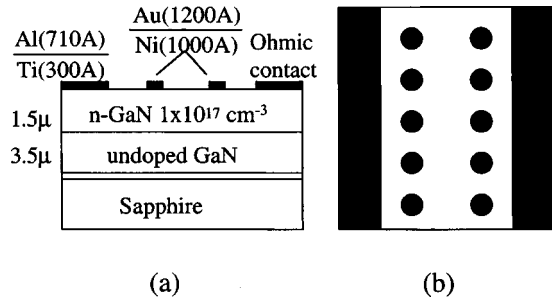 Al(710A)
Ti(300A)
Au(1200A)
Ni(1000A)
Ohmic
contact
1.5μ
n-GaN 1x10¹⁷ cm⁻³
3.5μ
undoped GaN
Sapphire
(a)
(b)